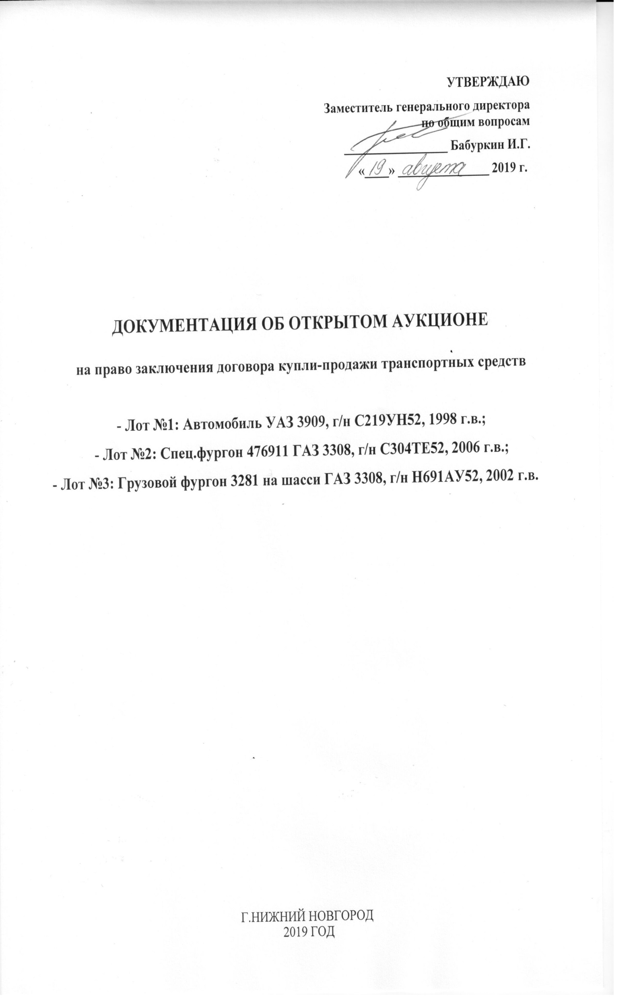 УТВЕРЖДАЮ
Заместитель генерального директора
по общим вопросам
Бабуркин И.Г.
«19» августа 2019 г.
ДОКУМЕНТАЦИЯ ОБ ОТКРЫТОМ АУКЦИОНЕ
на право заключения договора купли-продажи транспортных средств
- Лот №1: Автомобиль УАЗ 3909, г/н С219УН52, 1998 г.в.;
- Лот №2: Спец.фургон 476911 ГАЗ 3308, г/н С304ТЕ52, 2006 г.в.;
- Лот №3: Грузовой фургон 3281 на шасси ГАЗ 3308, г/н Н691АУ52, 2002 г.в.
Г.НИЖНИЙ НОВГОРОД
2019 ГОД